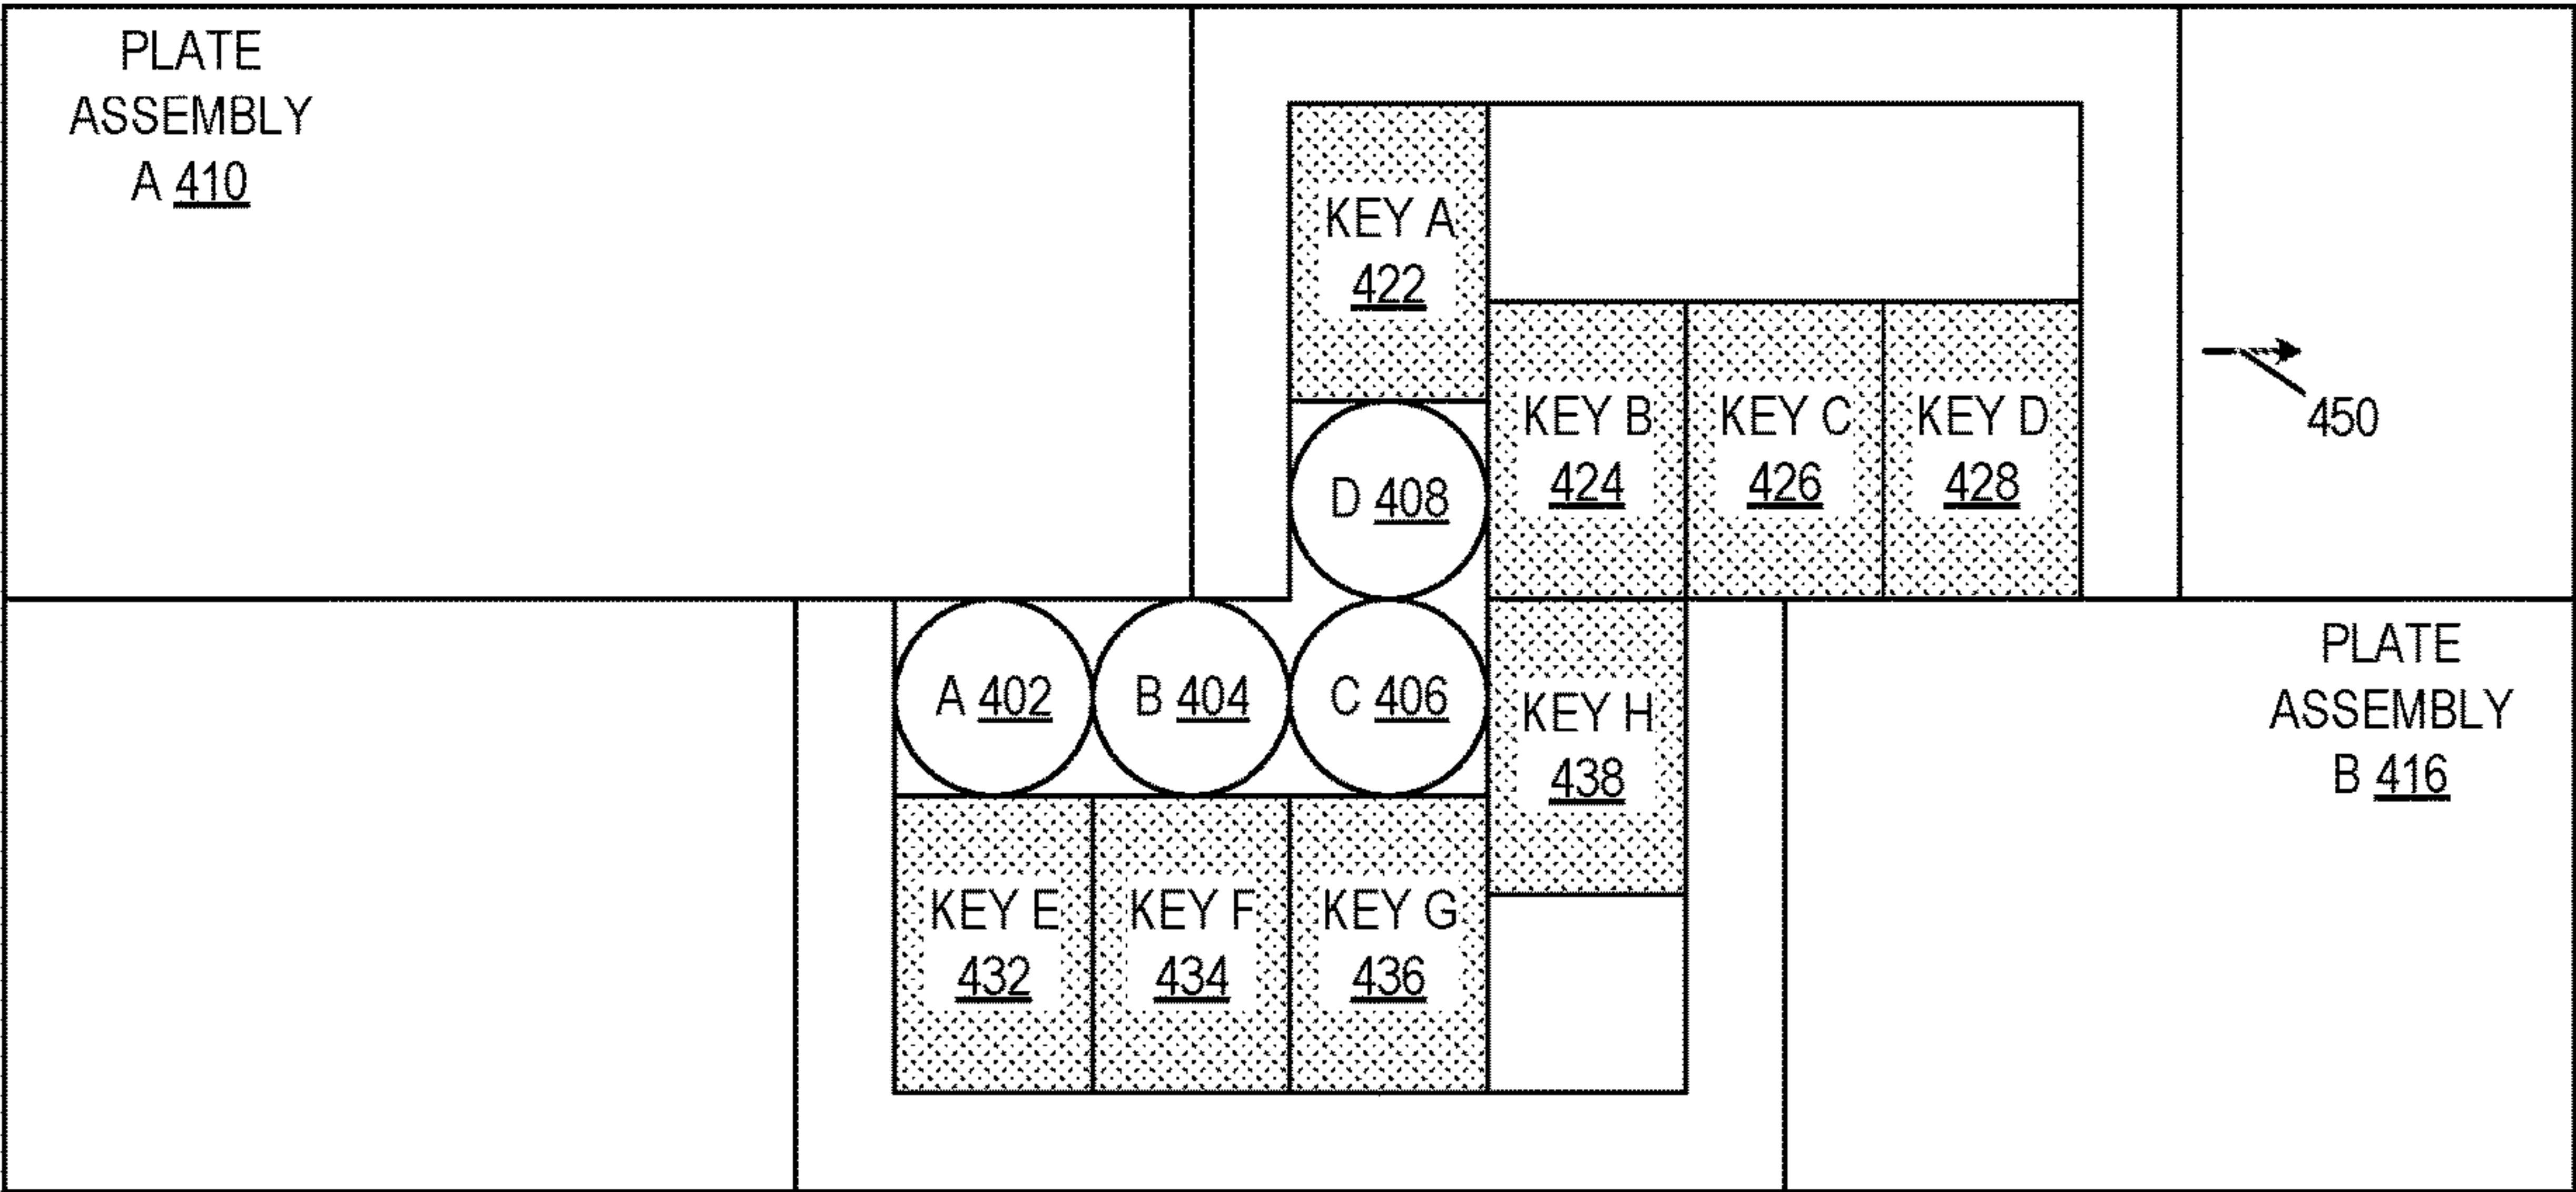 PLATE
ASSEMBLY
A 410
KEY A
422
KEY B
424
KEY C
426
KEY D
428
450
D 408
A 402
B 404
C 406
KEY H
438
PLATE
ASSEMBLY
B 416
KEY E
432
KEY F
434
KEY G
436